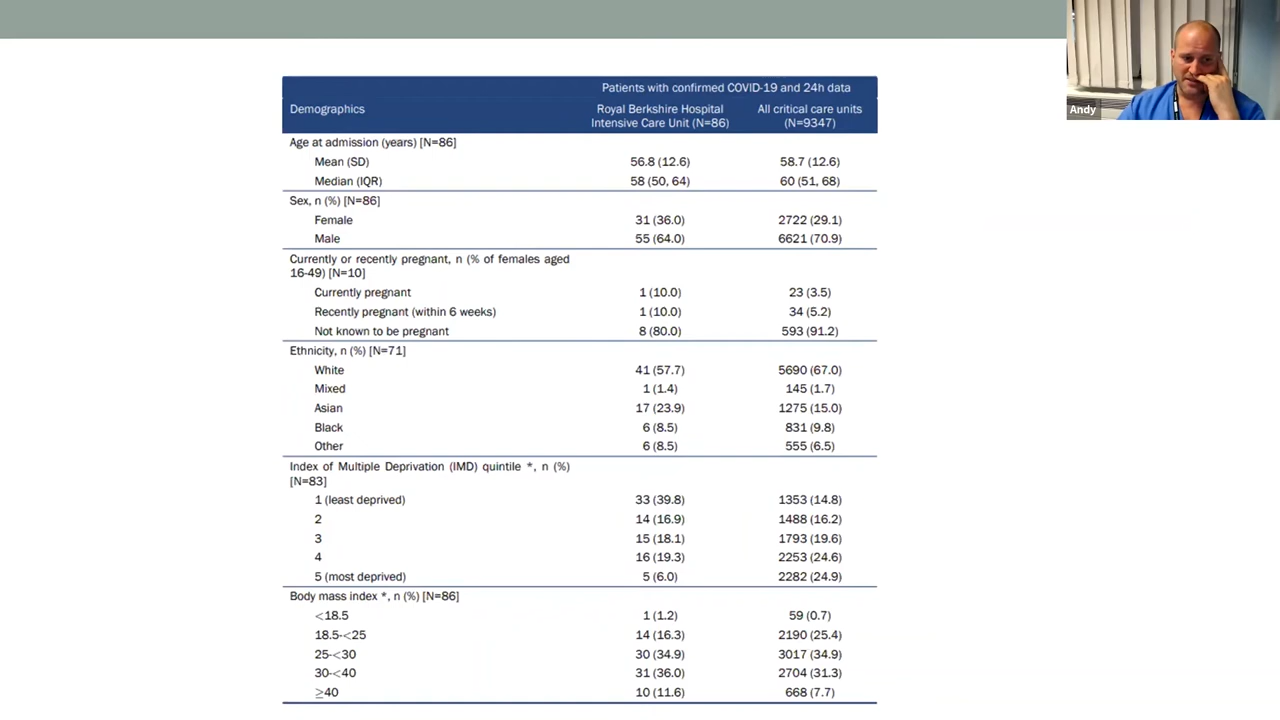 Patients with confirmed COVID-19 and 24h data
Demographics Royal Berkshire Hospital All critical care units
Intensive Care Unit (N=86) (N=9347)
Age at admission (years) [N=86]
Mean (SD) 56.8 (12.6) 58.7 (12.6)
Median (IQR) 58 (50, 64) 60 (51, 68)
Sex, n (%) [N=86]
Female 31 (36.0) 2722 (29.1)
Male 55 (64.0) 6621 (70.9)
Currently or recently pregnant, n (% of females aged
16-49) [N=10]
Currently pregnant 1 (10.0) 23 (3.5)
Recently pregnant (within 6 weeks) 1 (10.0) 34 (5.2)
Not known to be pregnant 8 (80.0) 593 (91.2)
Ethnicity, n (%) [N=71]
White 41 (57.7) 5690 (67.0)
Mixed 1 (1.4) 145 (1.7)
Asian 17 (23.9) 1275 (15.0)
Black 6 (8.5) 831 (9.8)
Other 6 (8.5) 555 (6.5)
Index of Multiple Deprivation (IMD) quintile *, n (%)
[N=83]
1 (least deprived) 33 (39.8) 1353 (14.8)
2 14 (16.9) 1488 (16.2)
3 15 (18.1) 1793 (19.6)
4 16 (19.3) 2253 (24.6)
5 (most deprived) 5 (6.0) 2282 (24.9)
Body mass index *, n (%) [N=86]
<18.5 1 (1.2) 59 (0.7)
18.5-<25 14 (16.3) 2190 (25.4)
25-<30 30 (34.9) 3017 (34.9)
30-<40 31 (36.0) 2704 (31.3)
≥40 10 (11.6) 668 (7.7)
Andy